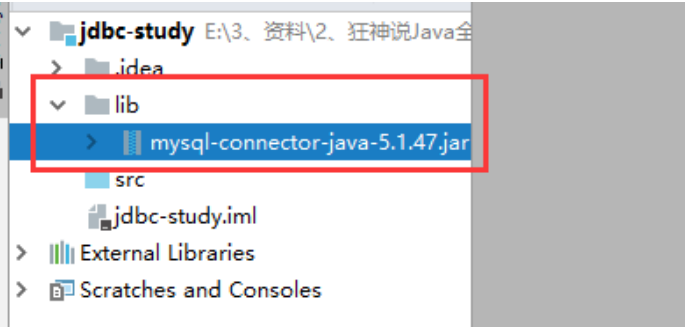 jdbc-study E:\3、资料\2、狂神说Java全
.idea
lib
mysql-connector-java-5.1.47.jar
src
jdbc-study.iml
External Libraries
Scratches and Consoles